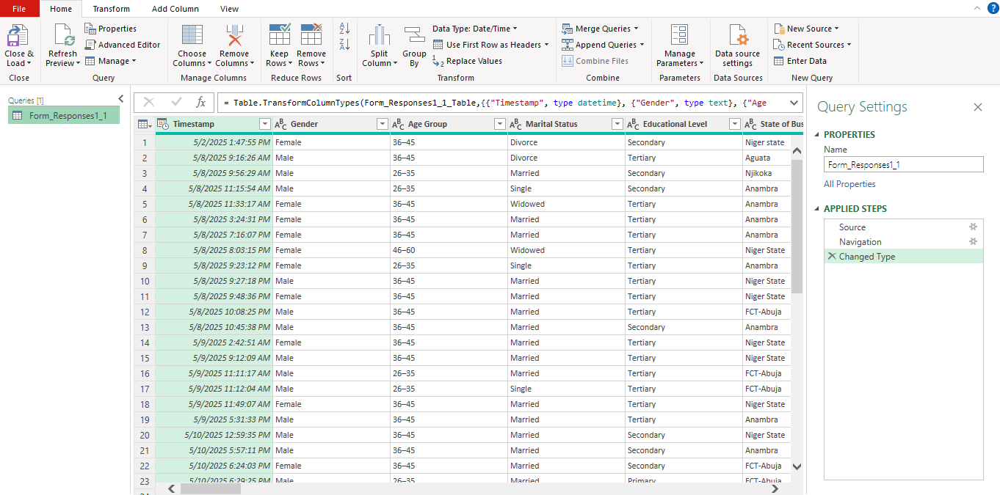 File Home Transform Add Column View
Close & Load
Close
Refresh Preview
Properties
Advanced Editor
Manage
Query
Choose Columns
Remove Columns
Manage Columns
Keep Rows
Remove Rows
Reduce Rows
Sort
Split Column
Group By
Data Type: Date/Time
Use First Row as Headers
Replace Values
Transform
Merge Queries
Append Queries
Combine Files
Combine
Manage Parameters
Parameters
Data source settings
Data Sources
New Source
Recent Sources
Enter Data
New Query
Queries [1]
Form_Responses1_1
fx = Table.TransformColumnTypes(Form_Responses1_1_Table,{{"Timestamp", type datetime}, {"Gender", type text}, {"Age
Timestamp ABC Gender ABC Age Group ABC Marital Status ABC Educational Level ABC State of Bus
1 5/2/2025 1:47:55 PM Female 36–45 Divorce Secondary Niger state
2 5/8/2025 9:16:26 AM Male 36–45 Divorce Tertiary Aguata
3 5/8/2025 9:56:29 AM Male 26–35 Married Secondary Njikoka
4 5/8/2025 11:15:54 AM Male 26–35 Single Secondary Anambra
5 5/8/2025 11:33:17 AM Female 36–45 Widowed Tertiary Anambra
6 5/8/2025 3:24:31 PM Female 36–45 Married Tertiary Anambra
7 5/8/2025 7:16:07 PM Female 36–45 Married Tertiary Anambra
8 5/8/2025 8:03:15 PM Female 46–60 Widowed Tertiary Niger State
9 5/8/2025 9:23:12 PM Female 26–35 Single Tertiary Anambra
10 5/8/2025 9:27:18 PM Male 36–45 Married Tertiary Niger State
11 5/8/2025 9:48:36 PM Female 36–45 Married Tertiary Niger State
12 5/8/2025 10:08:25 PM Male 36–45 Married Tertiary FCT-Abuja
13 5/8/2025 10:45:38 PM Male 36–45 Married Secondary Anambra
14 5/9/2025 2:42:51 AM Female 36–45 Married Tertiary Niger State
15 5/9/2025 9:12:09 AM Male 36–45 Married Tertiary Niger State
16 5/9/2025 11:11:17 AM Male 26–35 Married Tertiary FCT-Abuja
17 5/9/2025 11:12:04 AM Male 26–35 Single Tertiary FCT-Abuja
18 5/9/2025 11:49:07 AM Female 36–45 Married Tertiary Niger State
19 5/9/2025 5:31:33 PM Male 36–45 Married Tertiary Anambra
20 5/10/2025 12:59:35 PM Male 36–45 Married Secondary Niger State
21 5/10/2025 5:57:11 PM Male 36–45 Married Secondary Anambra
22 5/10/2025 6:24:03 PM Female 36–45 Married Secondary FCT-Abuja
23 5/10/2025 6:29:25 PM Male 26–35 Married Primary FCT-Abuja
24
Query Settings
PROPERTIES
Name
Form_Responses1_1
All Properties
APPLIED STEPS
Source
Navigation
Changed Type